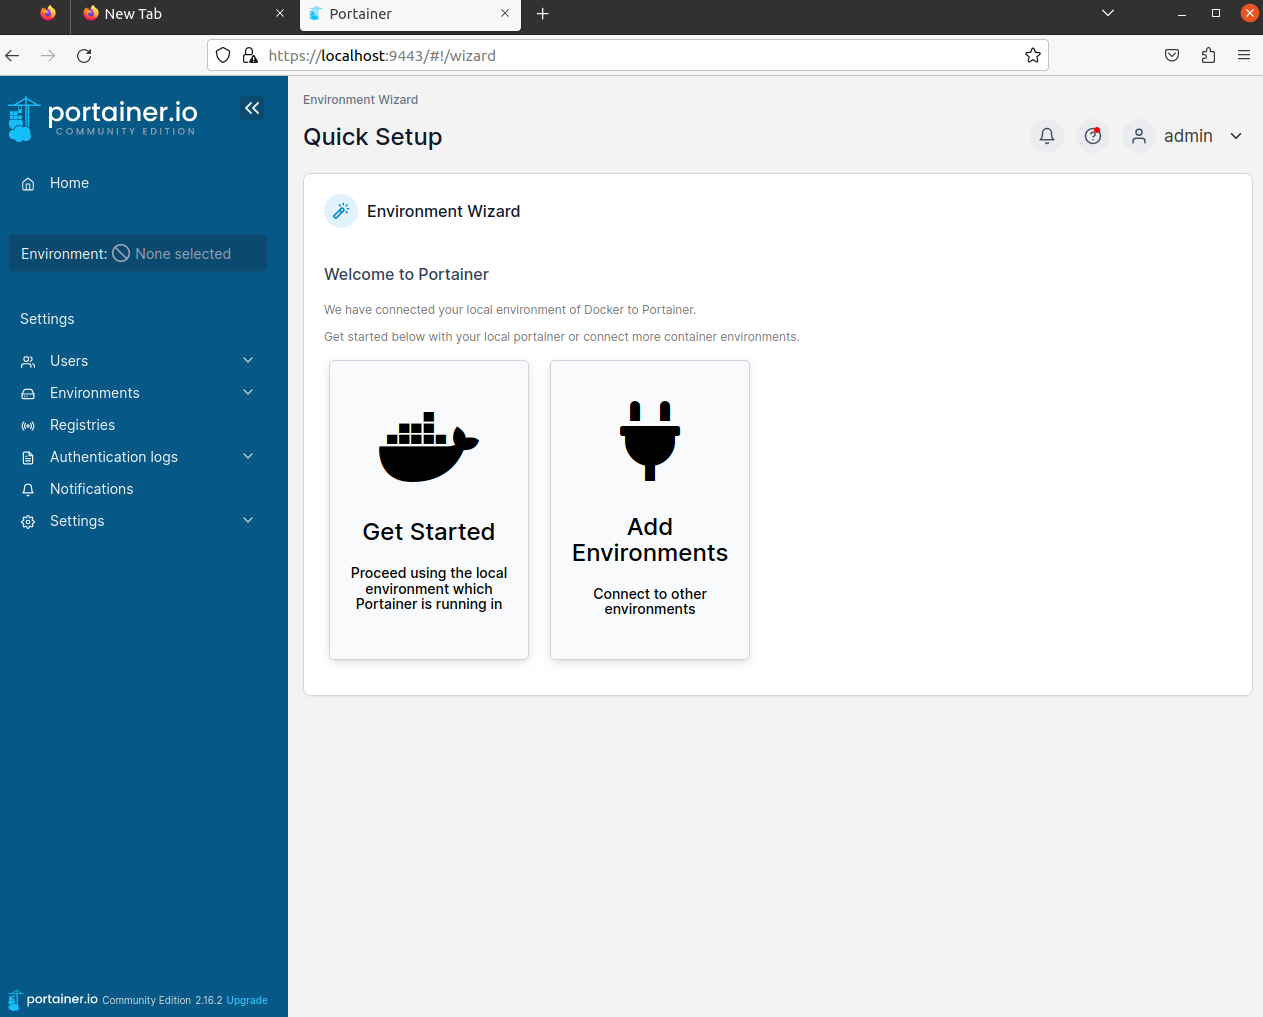 New Tab
Portainer
https://localhost:9443/#!/wizard
portainer.io
COMMUNITY EDITION
Home
Environment: None selected
Settings
Users
Environments
Registries
Authentication logs
Notifications
Settings
portainer.io Community Edition 2.16.2 Upgrade
Environment Wizard
Quick Setup
admin
Environment Wizard
Welcome to Portainer
We have connected your local environment of Docker to Portainer.
Get started below with your local portainer or connect more container environments.
Get Started
Proceed using the local
environment which
Portainer is running in
Add
Environments
Connect to other
environments